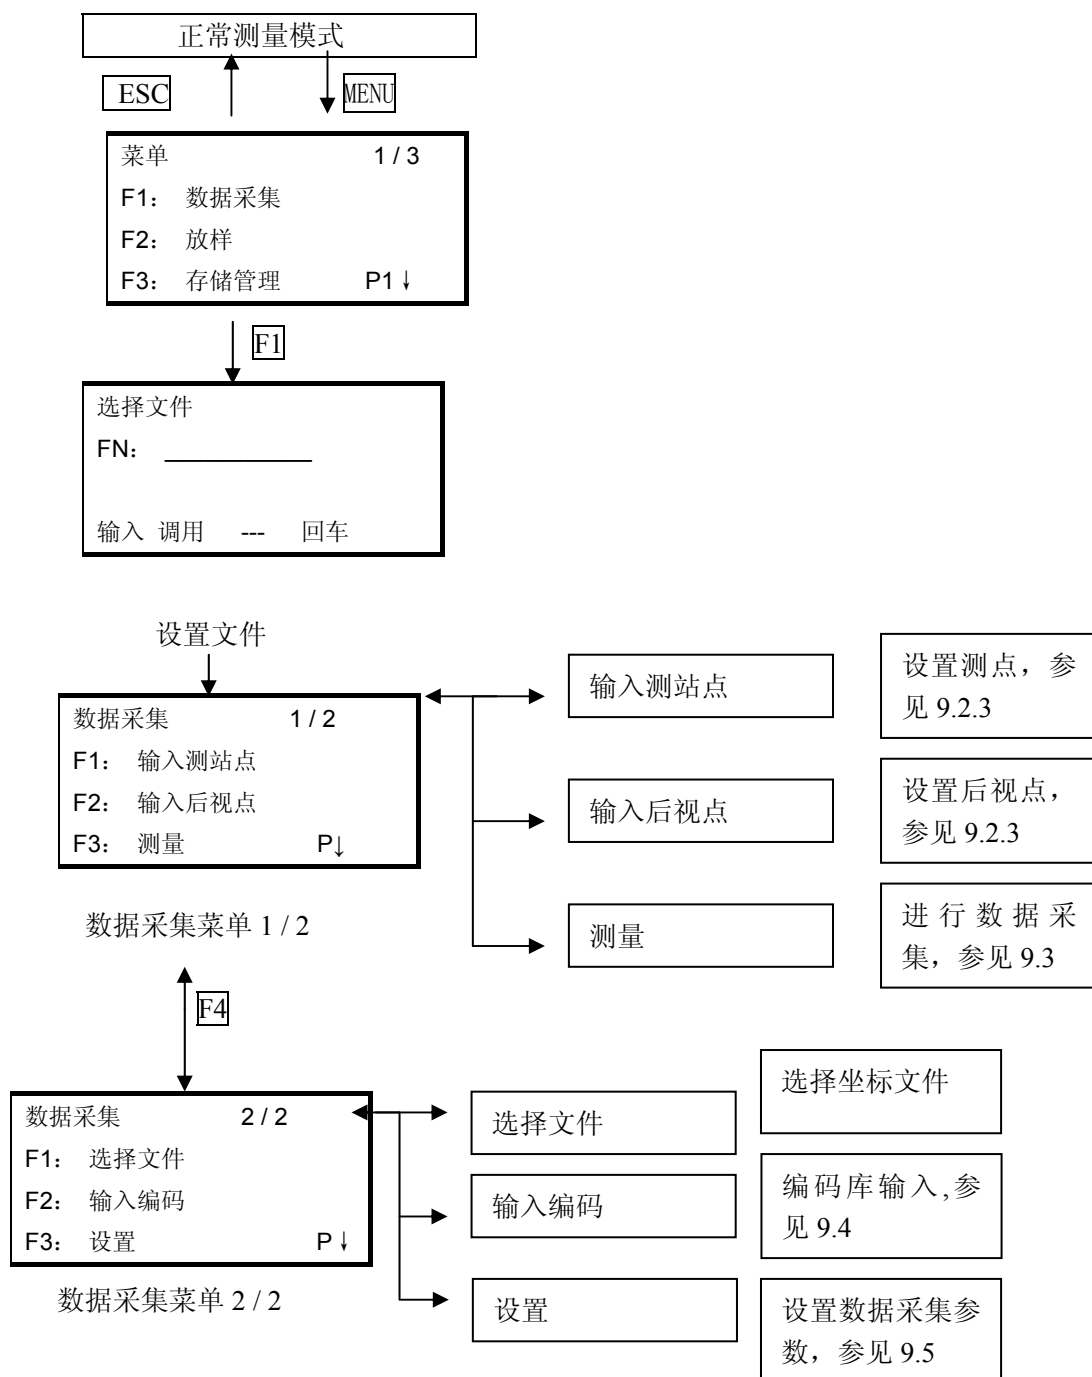 正常测量模式
ESC
MENU
菜单 1 / 3
F1： 数据采集
F2： 放样
F3： 存储管理 P1↓
F1
选择文件
FN： ___________
输入 调用 --- 回车
设置文件
数据采集 1 / 2
F1： 输入测站点
F2： 输入后视点
F3： 测量 P↓
数据采集菜单 1 / 2
输入测站点
设置测点，参
见 9.2.3
输入后视点
设置后视点，
参见 9.2.3
测量
进行数据采
集，参见 9.3
F4
数据采集 2 / 2
F1： 选择文件
F2： 输入编码
F3： 设置 P↓
数据采集菜单 2 / 2
选择文件
选择坐标文件
输入编码
编码库输入,参
见 9.4
设置
设置数据采集参
数，参见 9.5